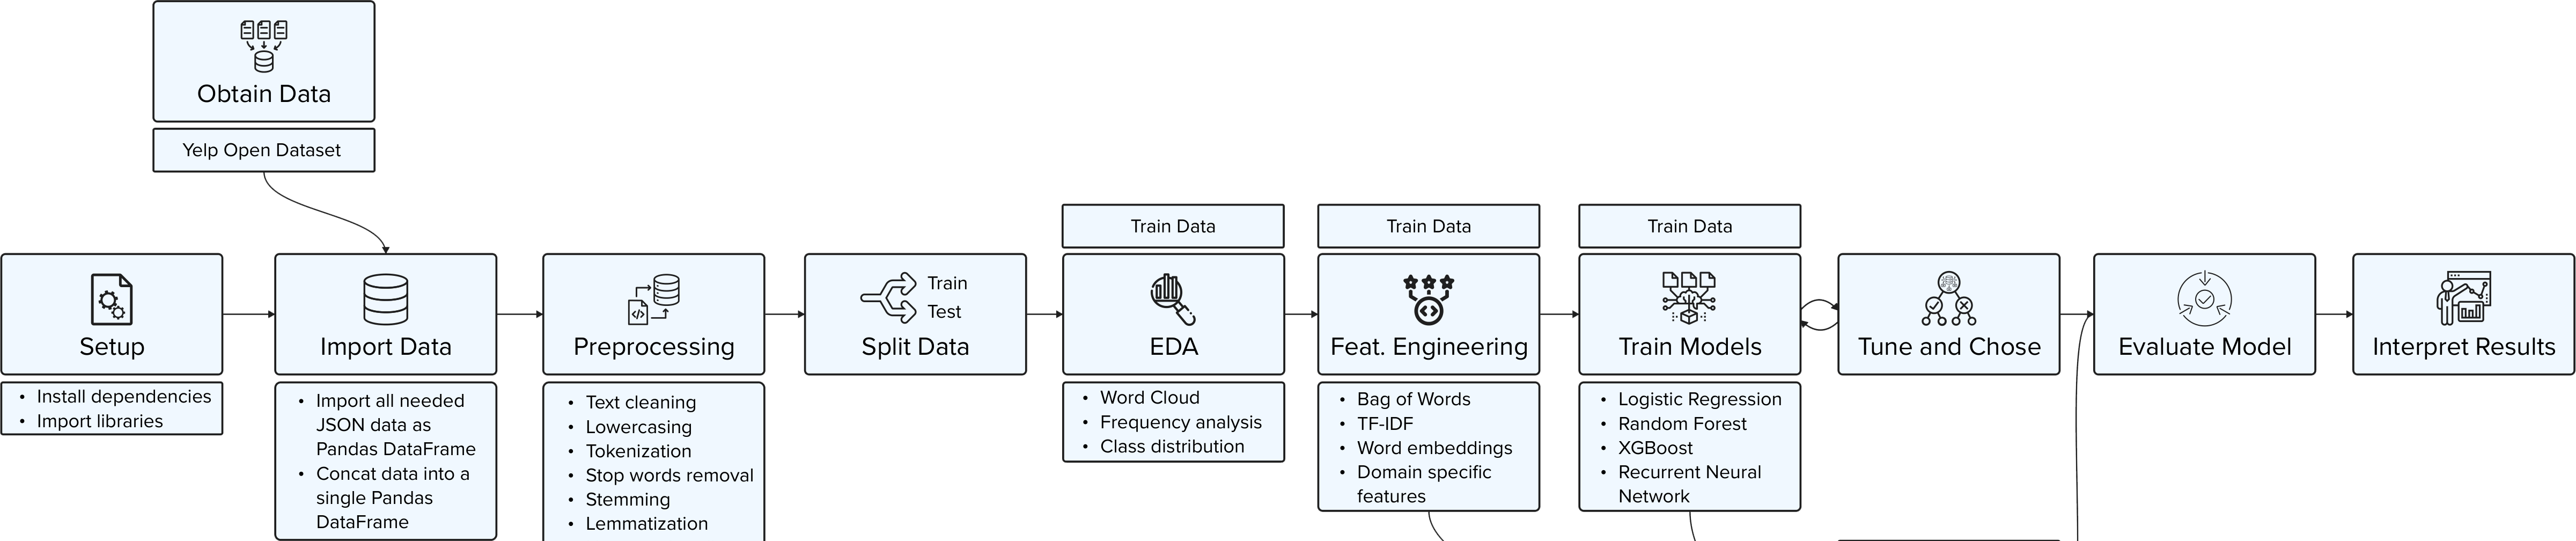 Obtain Data
Yelp Open Dataset
Setup
• Install dependencies
• Import libraries
Import Data
• Import all needed
JSON data as
Pandas DataFrame
• Concat data into a
single Pandas
DataFrame
Preprocessing
• Text cleaning
• Lowercasing
• Tokenization
• Stop words removal
• Stemming
• Lemmatization
Train
Test
Split Data
Train Data
EDA
• Word Cloud
• Frequency analysis
• Class distribution
Train Data
Feat. Engineering
• Bag of Words
• TF-IDF
• Word embeddings
• Domain specific
features
Train Data
Train Models
• Logistic Regression
• Random Forest
• XGBoost
• Recurrent Neural
Network
Tune and Chose
Evaluate Model
Interpret Results